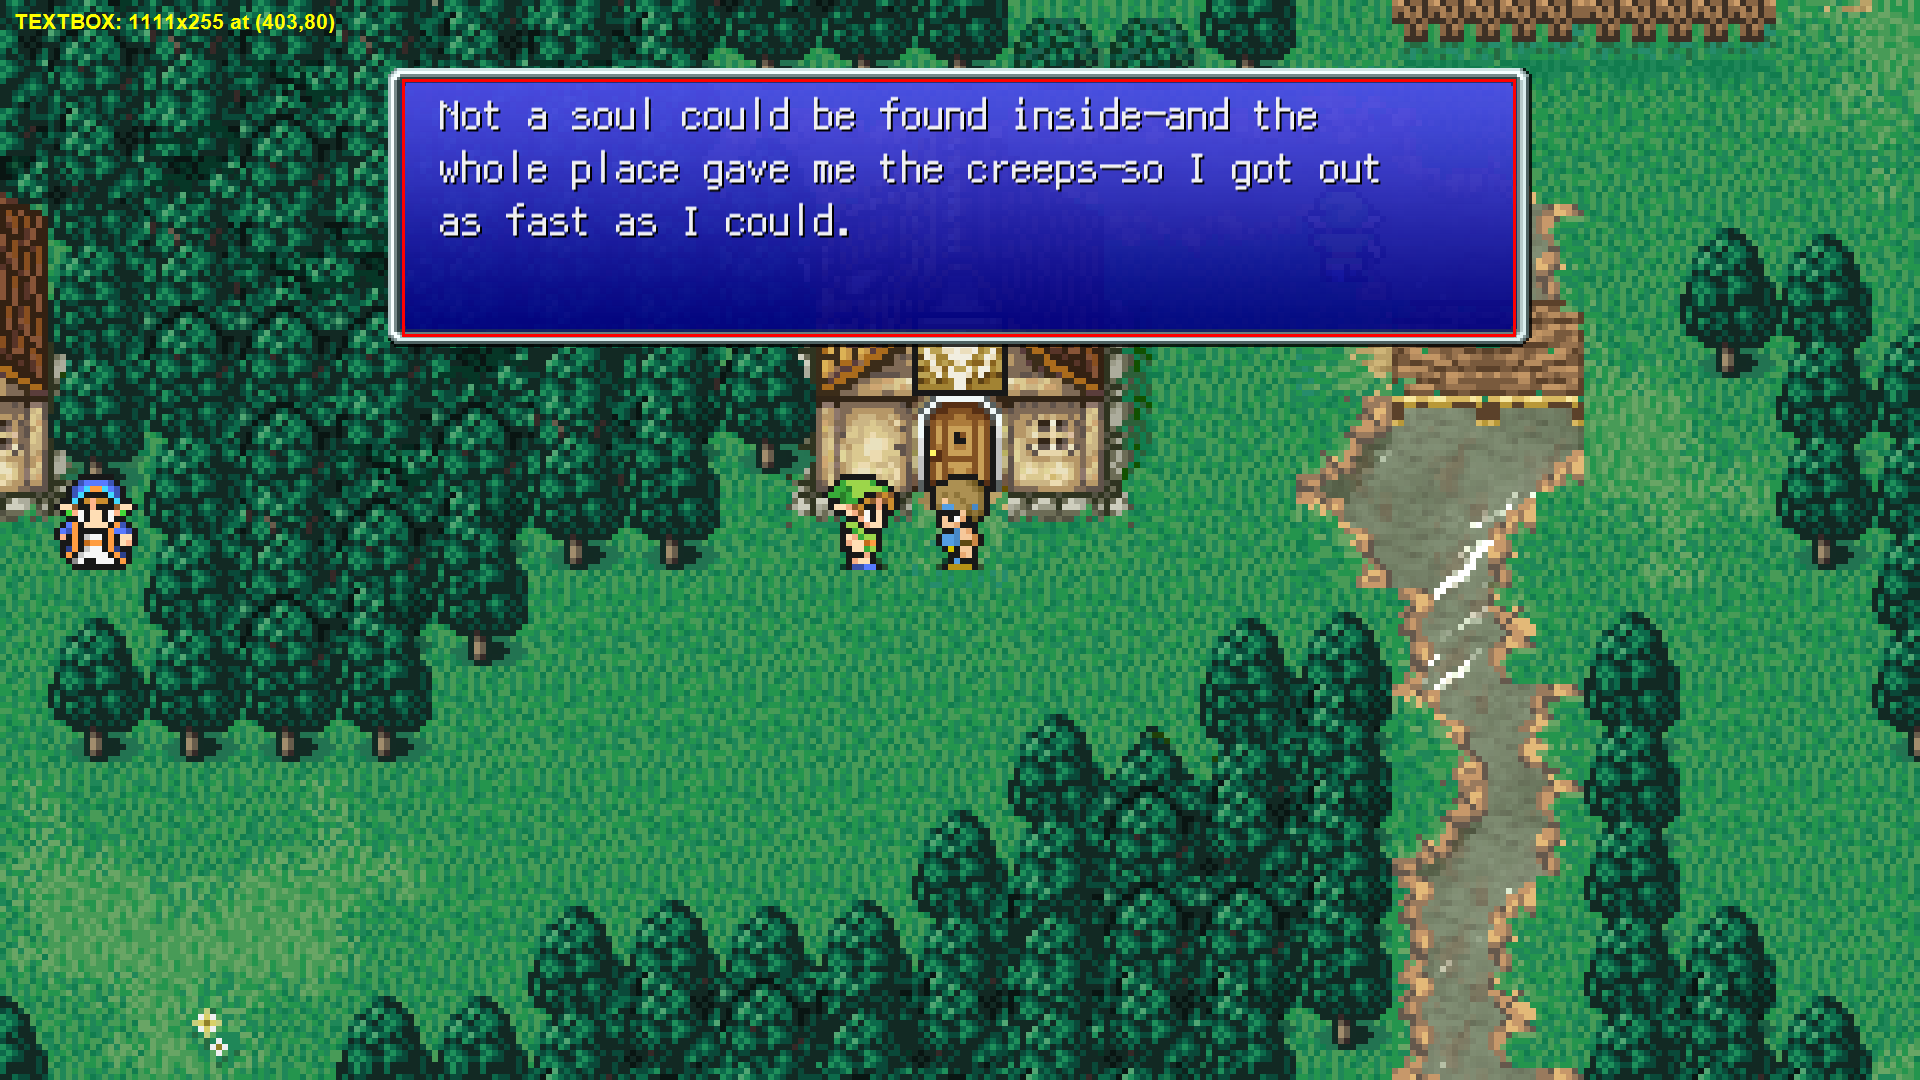 TEXTBOX: 1111x255 at (403,80)
Not a soul could be found inside—and the
whole place gave me the creeps—so I got out
as fast as I could.